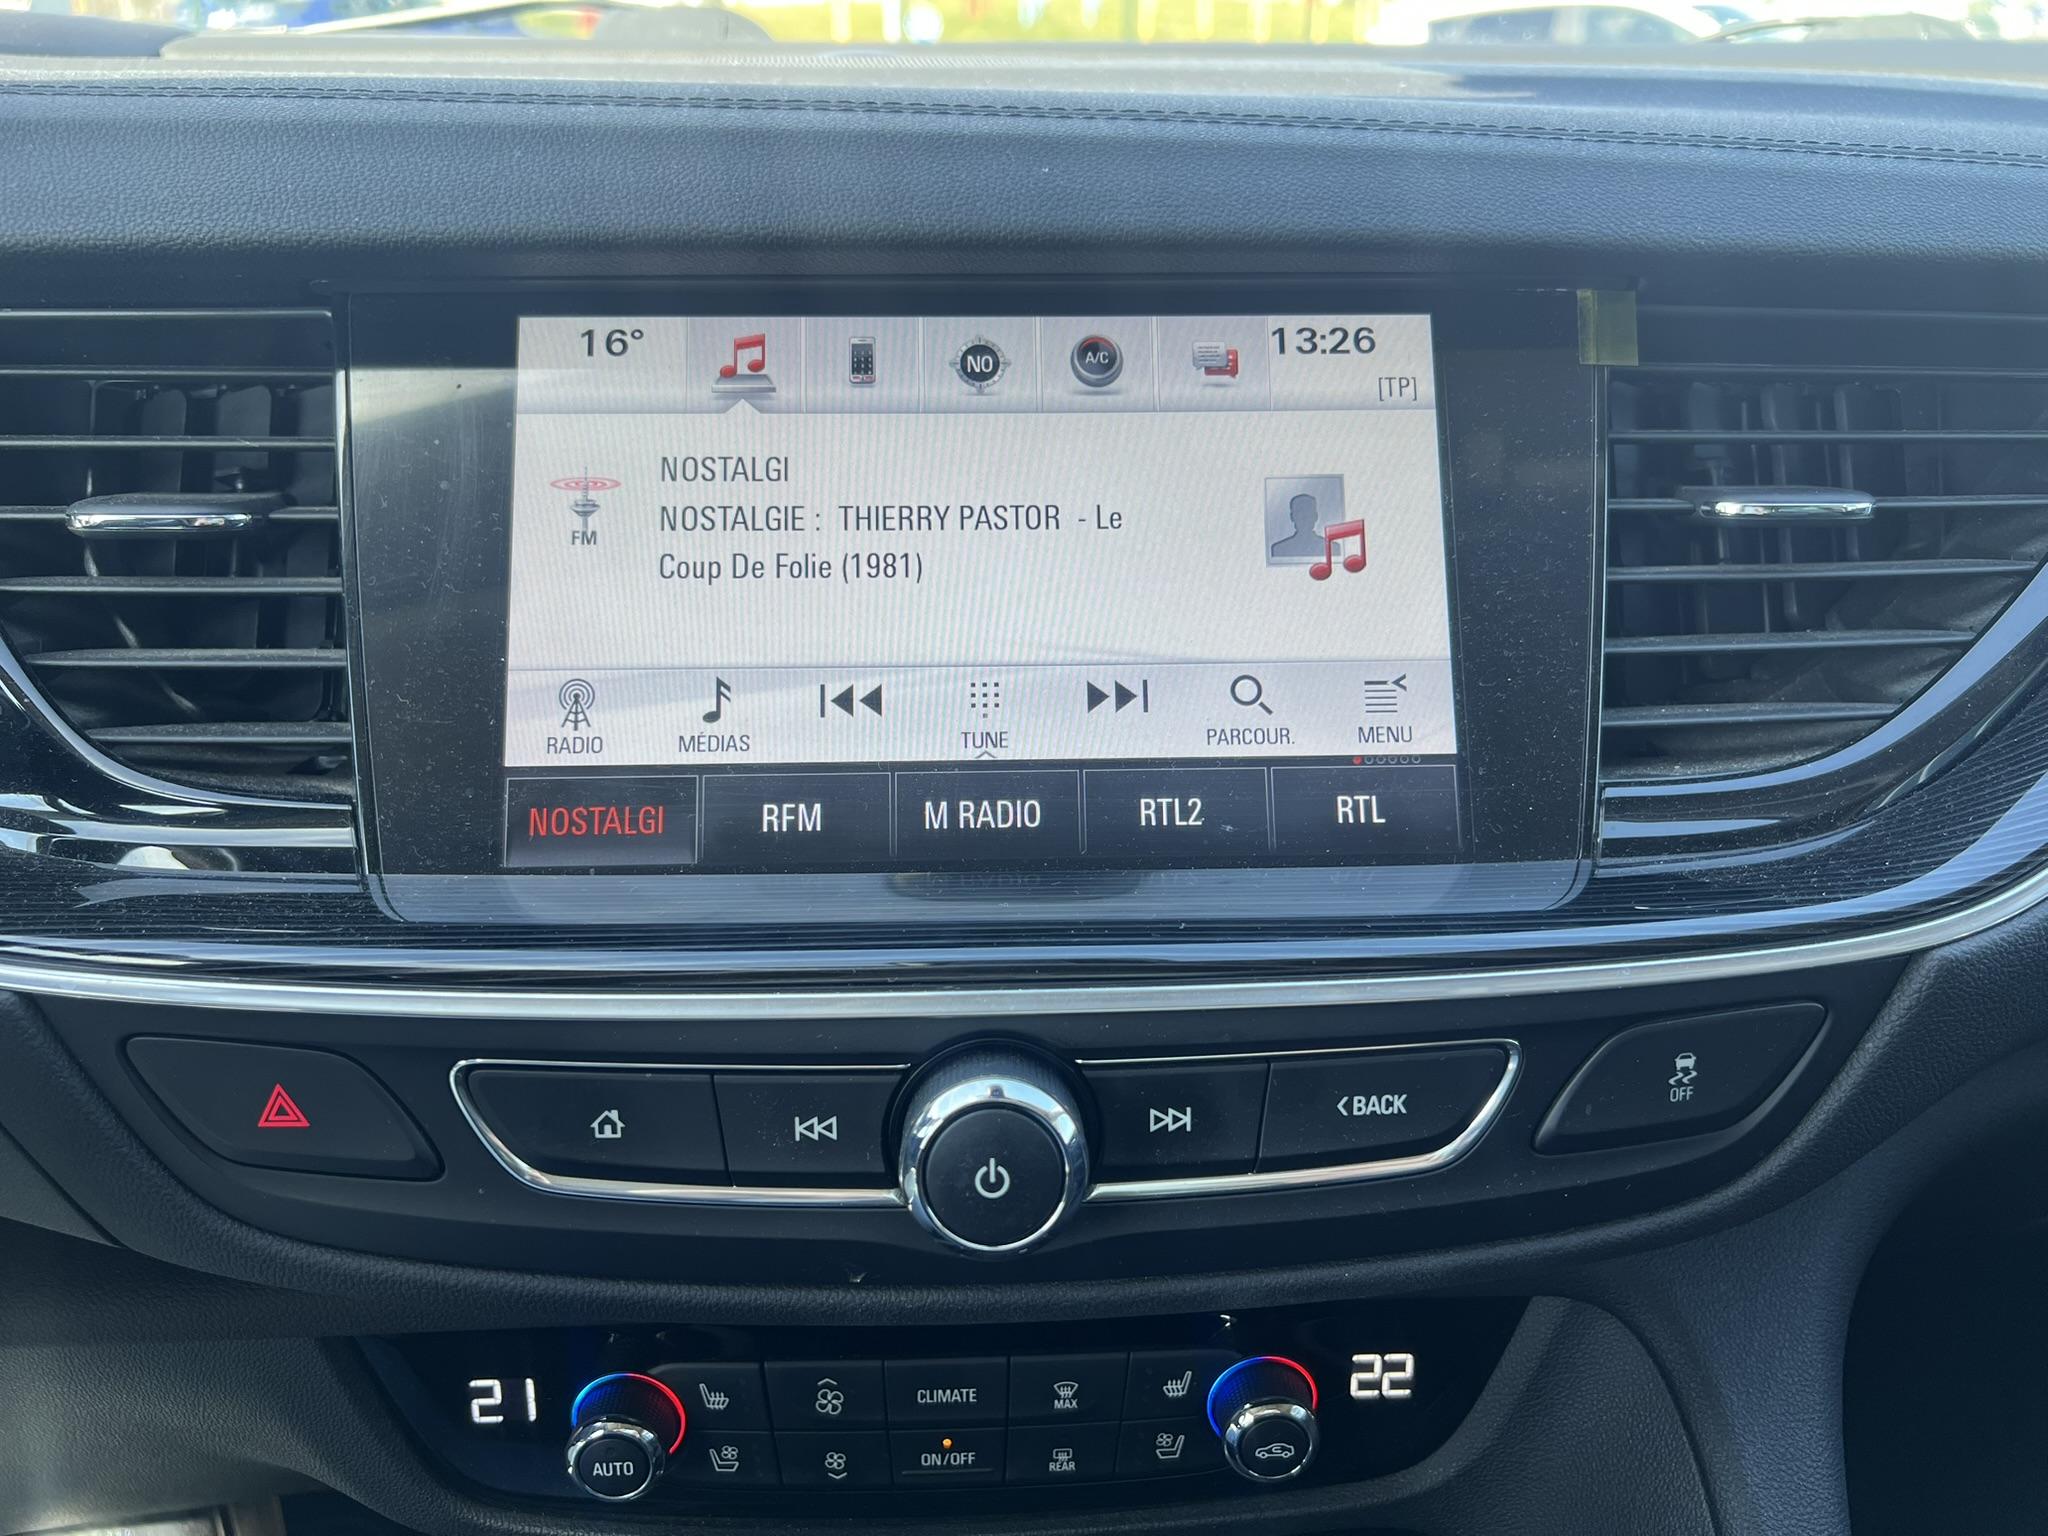 16°
NO
A/C
13:26
[TP]
FM
NOSTALGI
NOSTALGIE : THIERRY PASTOR - Le
Coup De Folie (1981)
RADIO
MÉDIAS
TUNE
PARCOUR.
MENU
NOSTALGI
RFM
M RADIO
RTL2
RTL
<BACK
OFF
21
AUTO
CLIMATE
ON/OFF
MAX
REAR
22